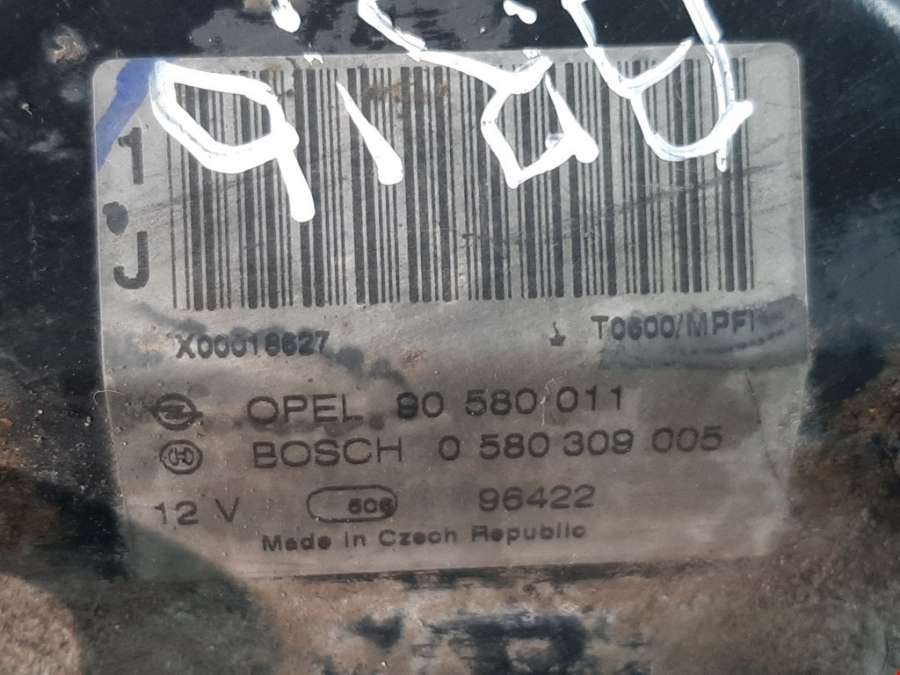 1
J
X00018627 T0600/MPFI
OPEL 90 580 011
BOSCH 0 580 309 005
12 V 506 96422
Made in Czech Republic